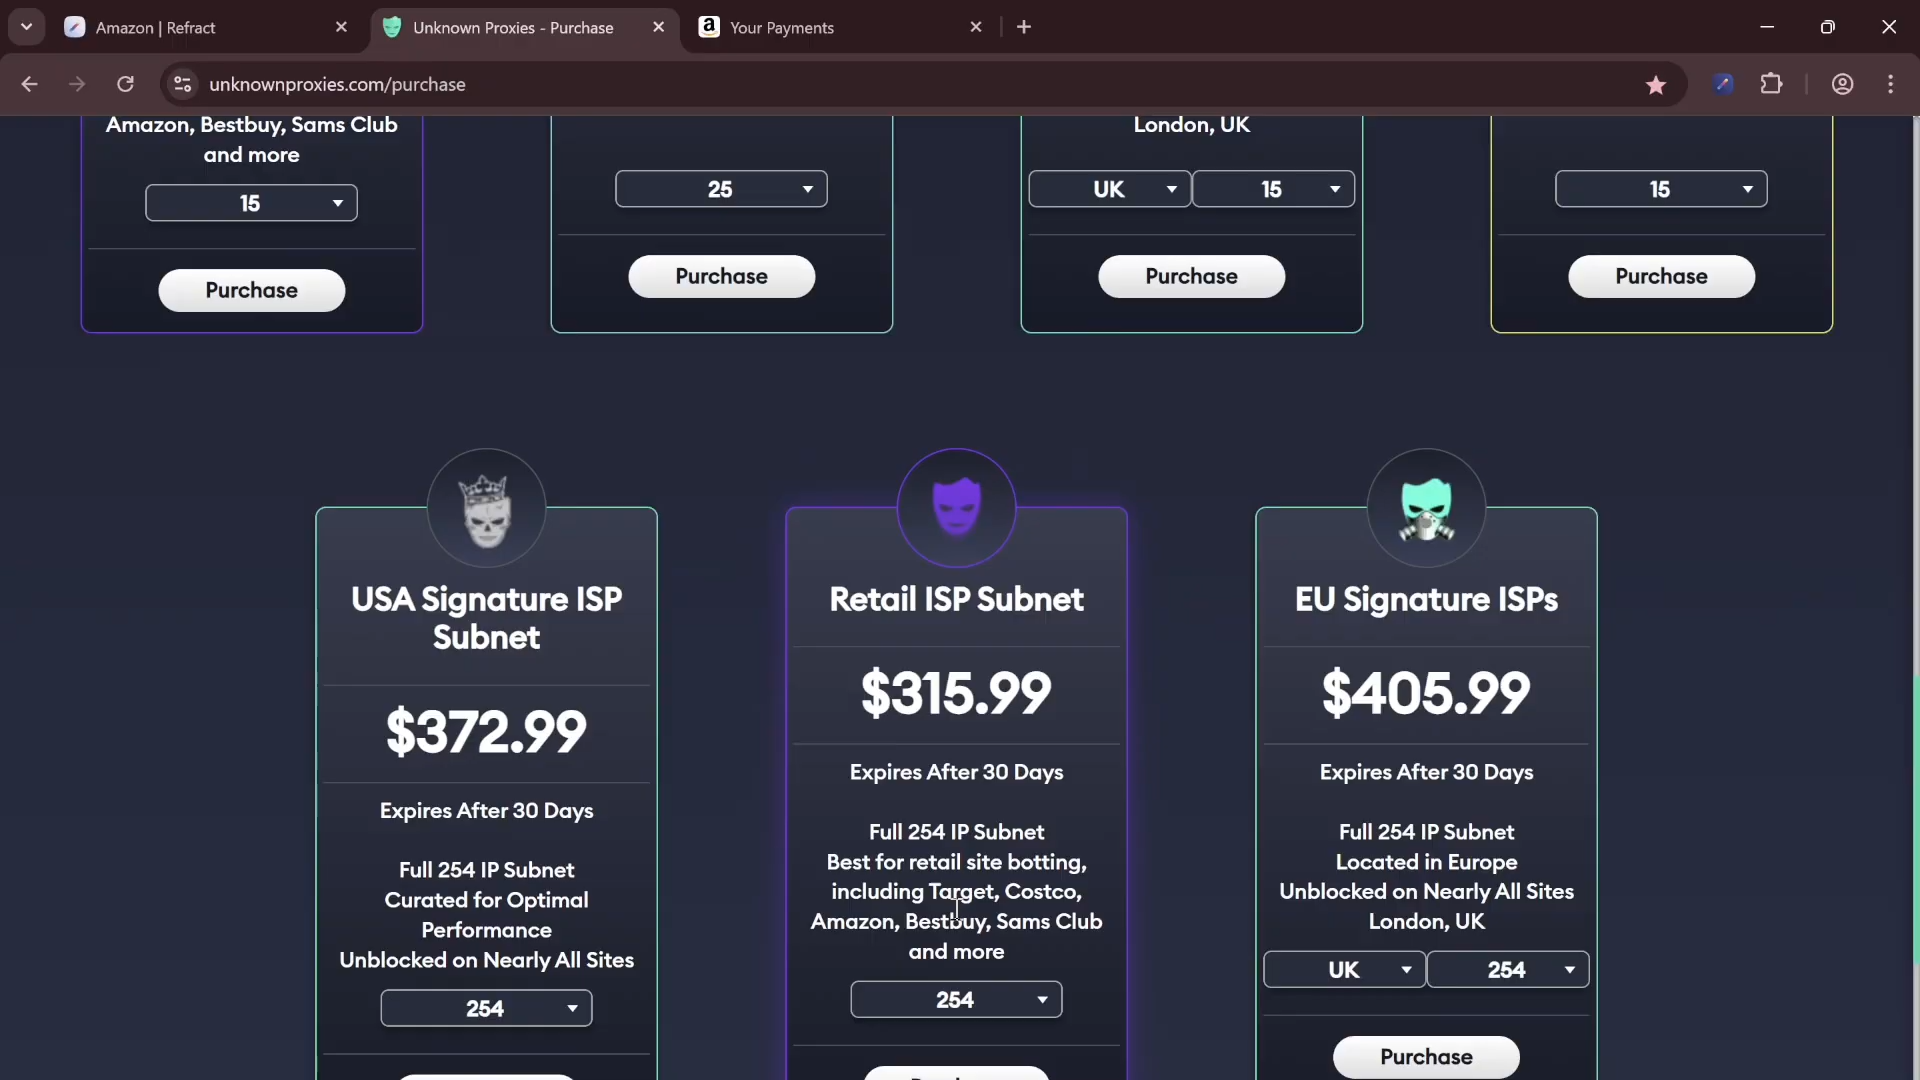 Amazon | Refract
Unknown Proxies - Purchase
Your Payments
unknownproxies.com/purchase
Amazon, Bestbuy, Sams Club
and more
15
Purchase
25
Purchase
London, UK
UK
15
Purchase
15
Purchase
USA Signature ISP
Subnet
$372.99
Expires After 30 Days
Full 254 IP Subnet
Curated for Optimal
Performance
Unblocked on Nearly All Sites
254
Retail ISP Subnet
$315.99
Expires After 30 Days
Full 254 IP Subnet
Best for retail site botting,
including Target, Costco,
Amazon, Bestbuy, Sams Club
and more
254
EU Signature ISPs
$405.99
Expires After 30 Days
Full 254 IP Subnet
Located in Europe
Unblocked on Nearly All Sites
London, UK
UK
254
Purchase